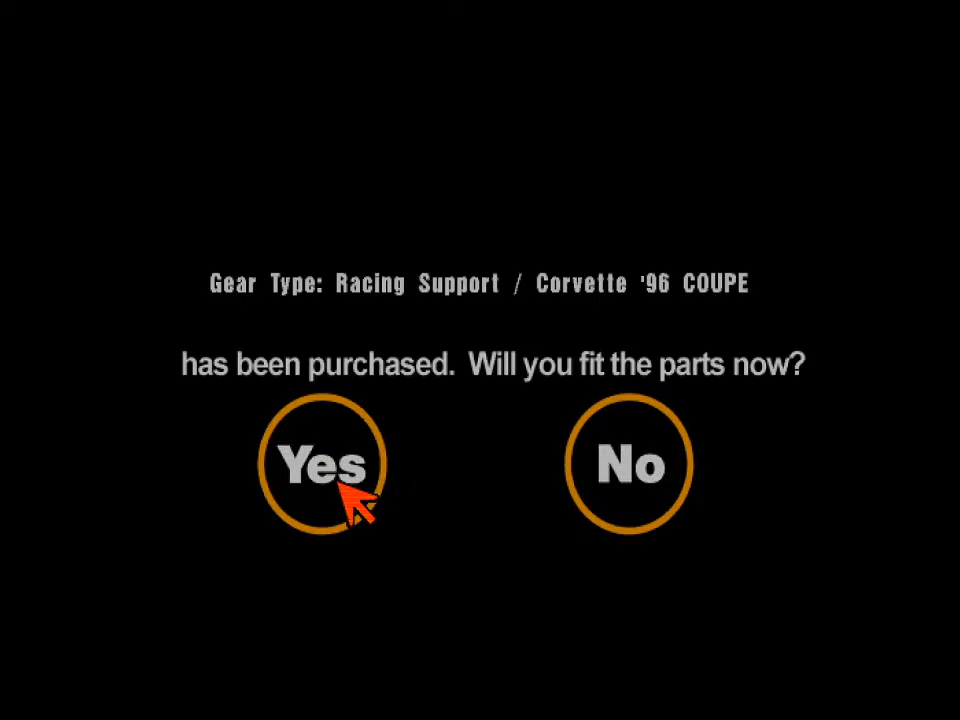 Gear Type: Racing Support / Corvette '96 COUPE
has been purchased. Will you fit the parts now?
Yes No